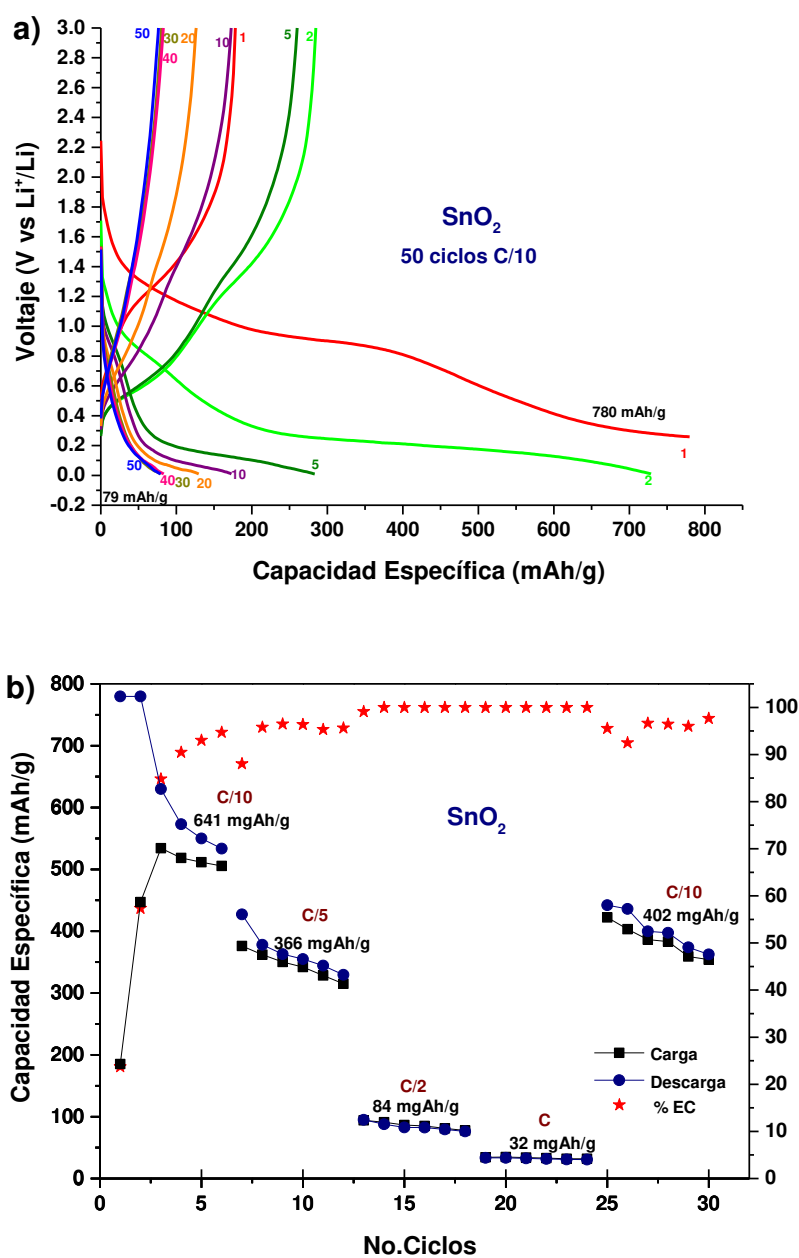 a)
3.0
2.8
2.6
2.4
2.2
2.0
1.8
1.6
1.4
1.2
1.0
0.8
0.6
0.4
0.2
0.0
-0.2
Voltaje (V vs Li⁺/Li)
50
30
20
40
10
1
5
2
SnO₂
50 ciclos C/10
780 mAh/g
1
2
5
10
20
30
40
50
79 mAh/g
0 100 200 300 400 500 600 700 800
Capacidad Específica (mAh/g)
b)
800
700
600
500
400
300
200
100
0
Capacidad Específica (mAh/g)
100
90
80
70
60
50
40
30
20
10
0
C/10
641 mgAh/g
SnO₂
C/5
366 mgAh/g
C/10
402 mgAh/g
C/2
84 mgAh/g
C
32 mgAh/g
Carga
Descarga
% EC
0 5 10 15 20 25 30
No.Ciclos